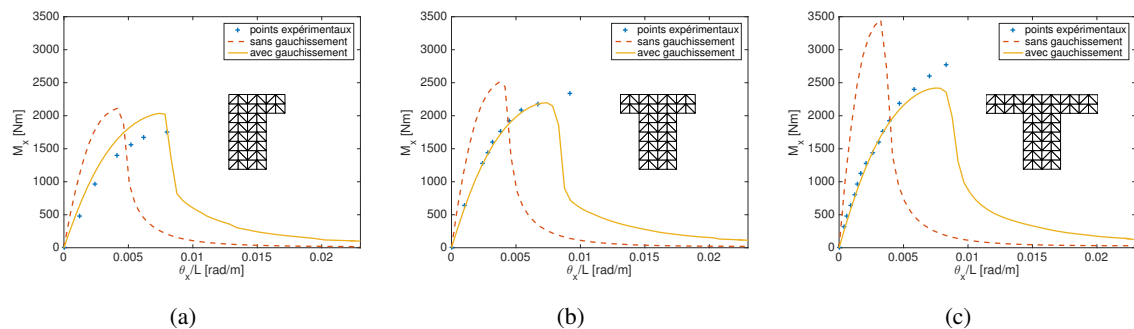 3500
3000
2500
2000
1500
1000
500
0
M_x [Nm]
0 0.005 0.01 0.015 0.02
θ_x/L [rad/m]
points expérimentaux
sans gauchissement
avec gauchissement
(a)
3500
3000
2500
2000
1500
1000
500
0
M_x [Nm]
0 0.005 0.01 0.015 0.02
θ_x/L [rad/m]
points expérimentaux
sans gauchissement
avec gauchissement
(b)
3500
3000
2500
2000
1500
1000
500
0
M_x [Nm]
0 0.005 0.01 0.015 0.02
θ_x/L [rad/m]
points expérimentaux
sans gauchissement
avec gauchissement
(c)